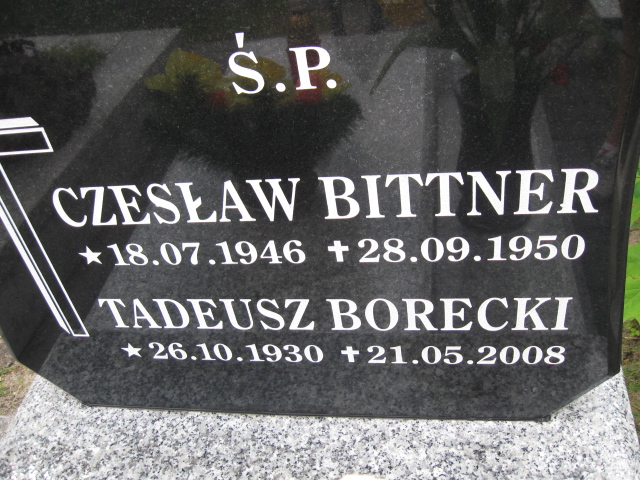 Ś.P.
CZESŁAW BITTNER
★18.07.1946 ✝28.09.1950
TADEUSZ BORECKI
★26.10.1930 ✝21.05.2008